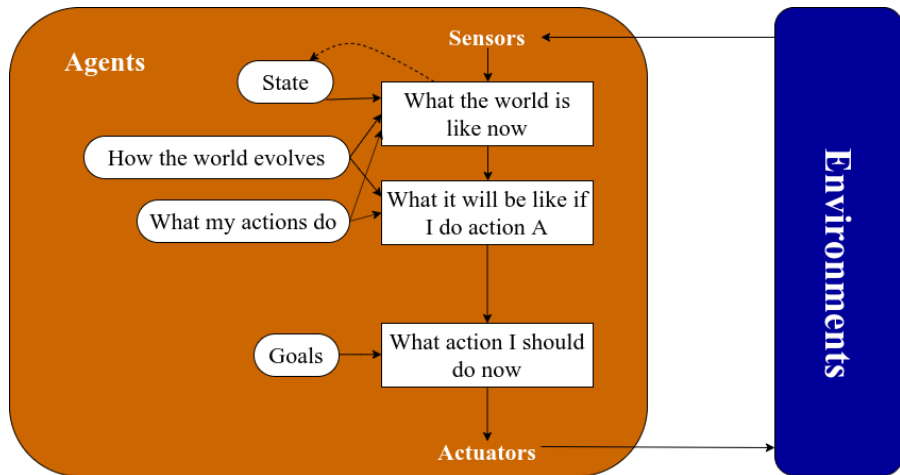 Agents
Sensors
State
What the world is
like now
How the world evolves
What it will be like if
I do action A
What my actions do
Goals
What action I should
do now
Actuators
Environments